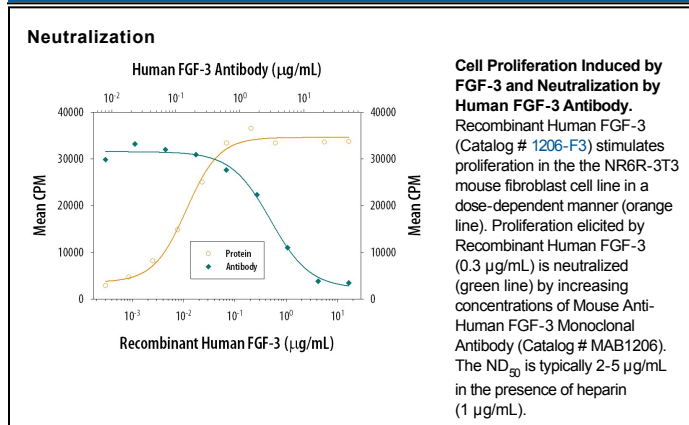 Neutralization
Human FGF-3 Antibody (µg/mL)
10-2 10-1 100 101
40000 40000
30000 30000
20000 20000
10000 10000
0 0
Mean CPM
Mean CPM
Protein
Antibody
10-3 10-2 10-1 100 101
Recombinant Human FGF-3 (µg/mL)
Cell Proliferation Induced by
FGF-3 and Neutralization by
Human FGF-3 Antibody.
Recombinant Human FGF-3
(Catalog # 1206-F3) stimulates
proliferation in the the NR6R-3T3
mouse fibroblast cell line in a
dose-dependent manner (orange
line). Proliferation elicited by
Recombinant Human FGF-3
(0.3 µg/mL) is neutralized
(green line) by increasing
concentrations of Mouse Anti-
Human FGF-3 Monoclonal
Antibody (Catalog # MAB1206).
The ND50 is typically 2-5 µg/mL
in the presence of heparin
(1 µg/mL).